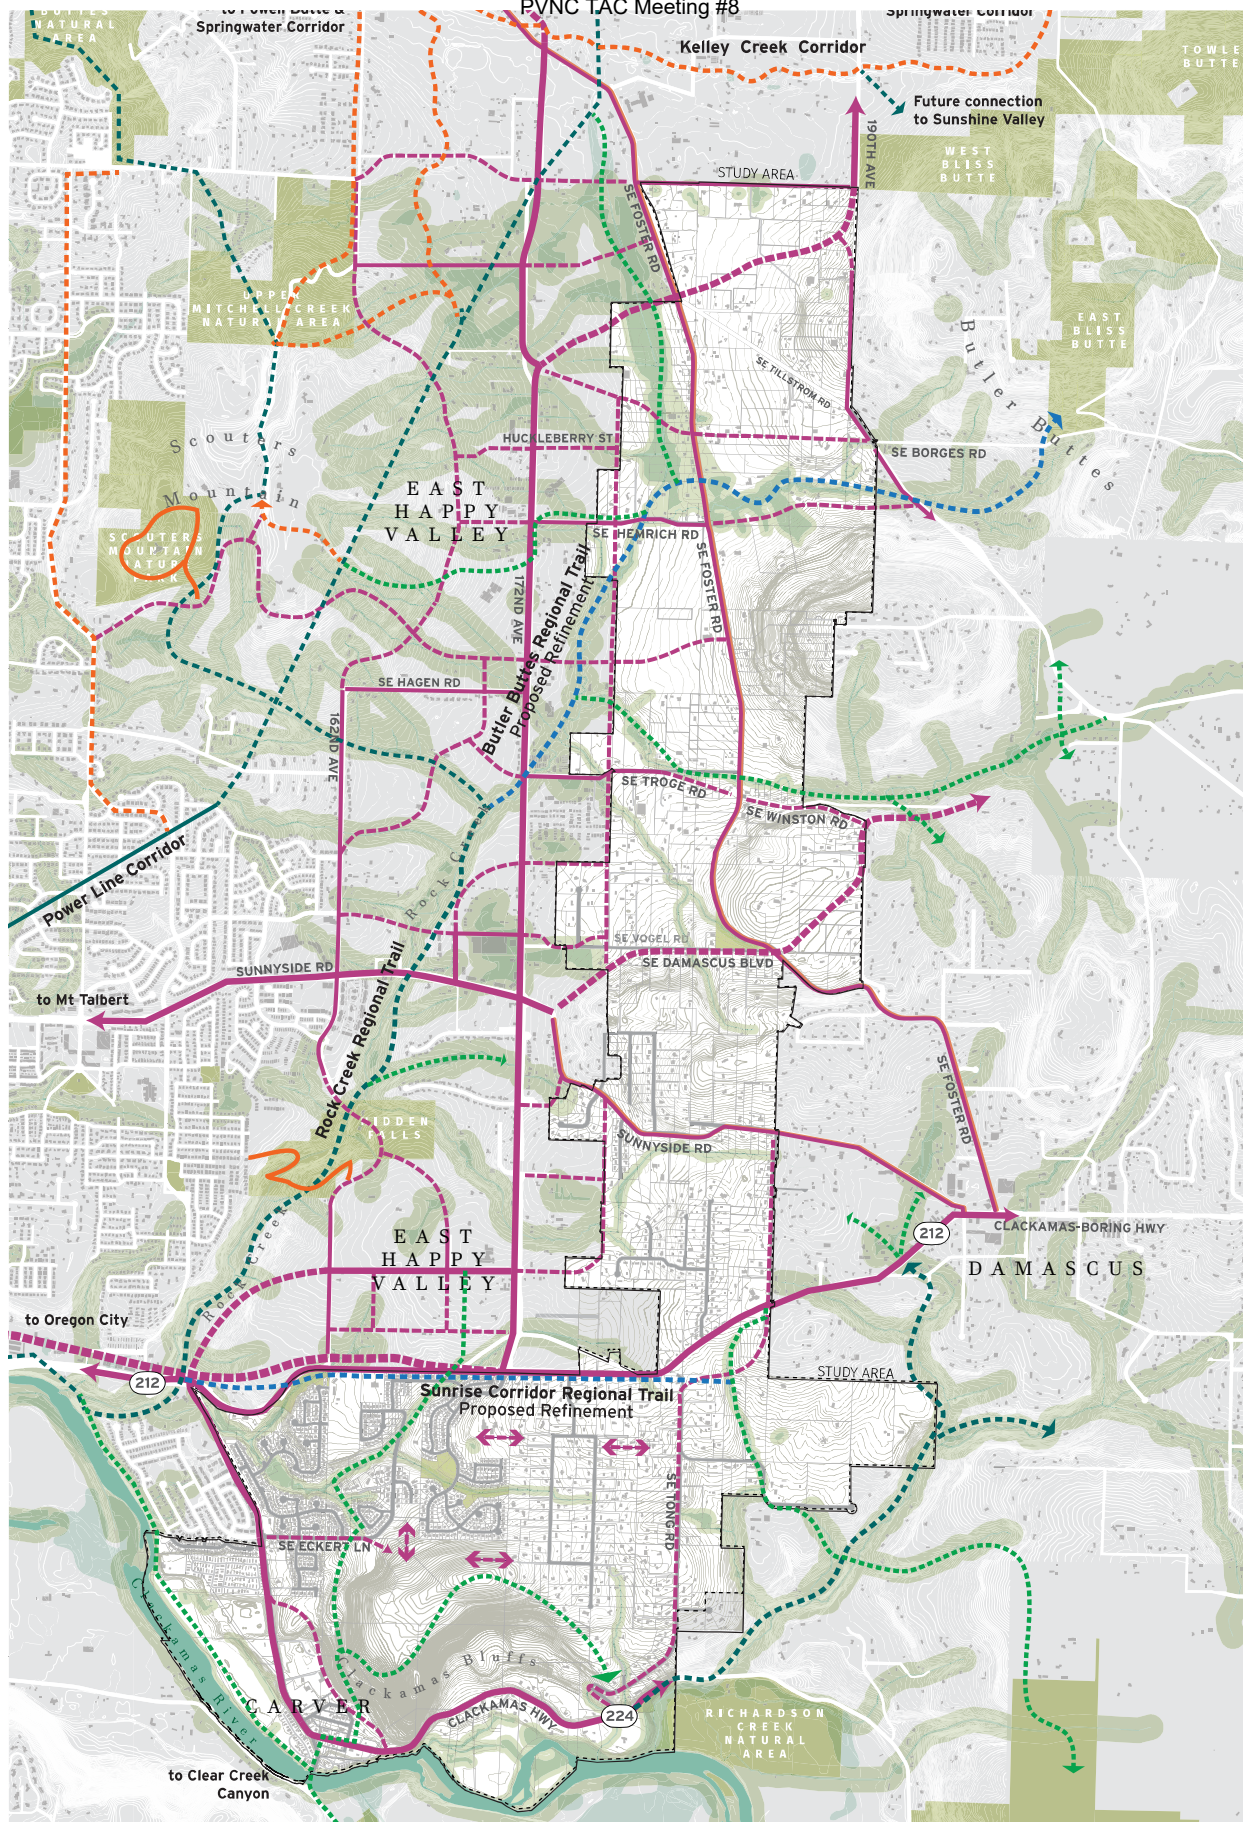 PVNC TAC Meeting #8
to Powell Butte &
Springwater Corridor
Springwater Corridor
BUTTES
NATURAL
AREA
Kelley Creek Corridor
TOWLE
BUTTE
Future connection
to Sunshine Valley
190TH AVE
WEST
BLISS
BUTTE
STUDY AREA
SE FOSTER RD
UPPER
MITCHELL CREEK
NATURAL AREA
EAST
BLISS
BUTTE
Butler Buttes
SE TILLSTROM RD
Scouters
Mountain
HUCKLEBERRY ST
SE BORGES RD
EAST
HAPPY
VALLEY
SCOUTERS
MOUNTAIN
NATURE
PARK
SE HEMRICH RD
SE FOSTER RD
172ND AVE
Butler Buttes Regional Trail
Proposed Refinement
SE HAGEN RD
162ND AVE
SE TROGE RD
SE WINSTON RD
Power Line Corridor
Rock Creek
SE VOGEL RD
SE DAMASCUS BLVD
SUNNYSIDE RD
to Mt Talbert
Rock Creek Regional Trail
SE FOSTER RD
HIDDEN
FALLS
SUNNYSIDE RD
212
CLACKAMAS-BORING HWY
EAST
HAPPY
VALLEY
DAMASCUS
Rock Creek
to Oregon City
212
STUDY AREA
Sunrise Corridor Regional Trail
Proposed Refinement
SE LONG RD
SE ECKERT LN
Clackamas River
Clackamas Bluffs
CARVER
CLACKAMAS HWY
224
RICHARDSON
CREEK
NATURAL
AREA
to Clear Creek
Canyon